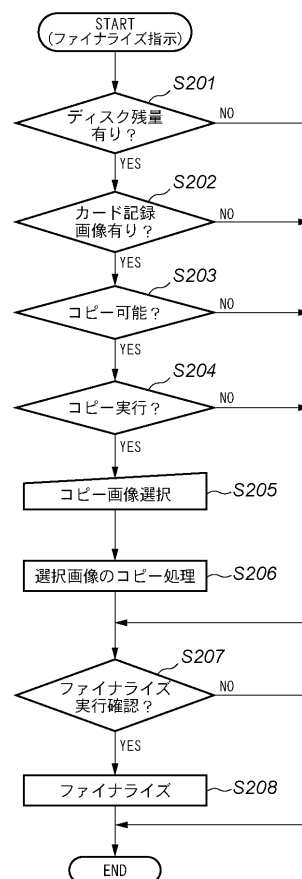 START
(ファイナライズ指示)
S201
ディスク残量
有り？
NO
YES
S202
カード記録
画像有り？
NO
YES
S203
コピー可能？
NO
YES
S204
コピー実行？
NO
YES
コピー画像選択
S205
選択画像のコピー処理
S206
S207
ファイナライズ
実行確認？
NO
YES
ファイナライズ
S208
END